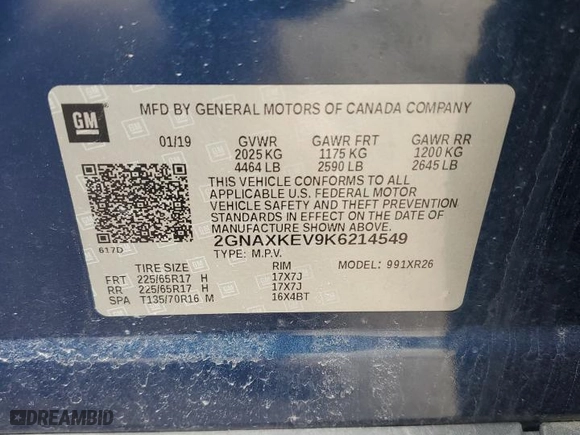 GM
MFD BY GENERAL MOTORS OF CANADA COMPANY
01/19 GVWR GAWR FRT GAWR RR
2025 KG 1175 KG 1200 KG
4464 LB 2590 LB 2645 LB
THIS VEHICLE CONFORMS TO ALL
APPLICABLE U.S. FEDERAL MOTOR
VEHICLE SAFETY AND THEFT PREVENTION
STANDARDS IN EFFECT ON THE DATE OF
MANUFACTURE SHOWN ABOVE.
617D 2GNAXKEV9K6214549
TYPE: M.P.V. MODEL: 991XR26
TIRE SIZE RIM
FRT 225/65R17 H 17X7J
RR 225/65R17 H 17X7J
SPA T135/70R16 M 16X4BT
DREAMBID